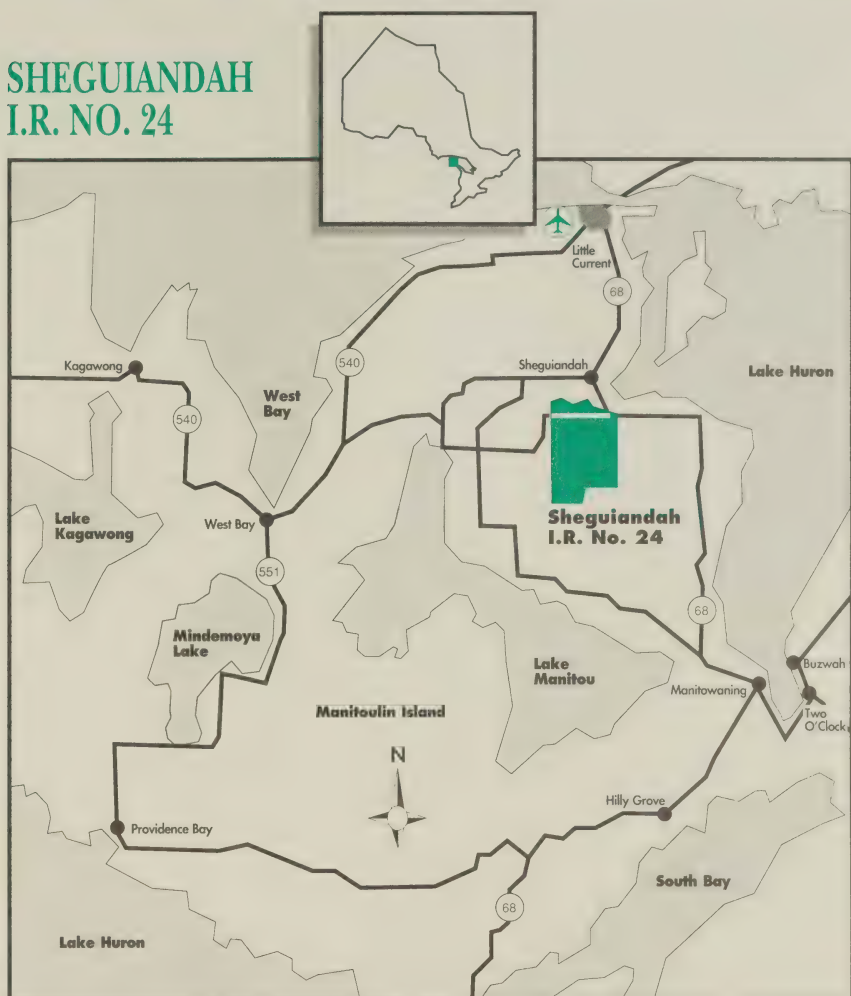 SHEGUIANDAH
I.R. NO. 24
Little
Current
68
Kagawong
540
Sheguiandah
Lake Huron
West
Bay
540
Lake
Kagawong
West Bay
Sheguiandah
I.R. No. 24
551
68
Mindemoya
Lake
Lake
Manitou
Buzwah
Manitowaning
Manitoulin Island
Two
O'Clock
N
Hilly Grove
Providence Bay
South Bay
68
Lake Huron